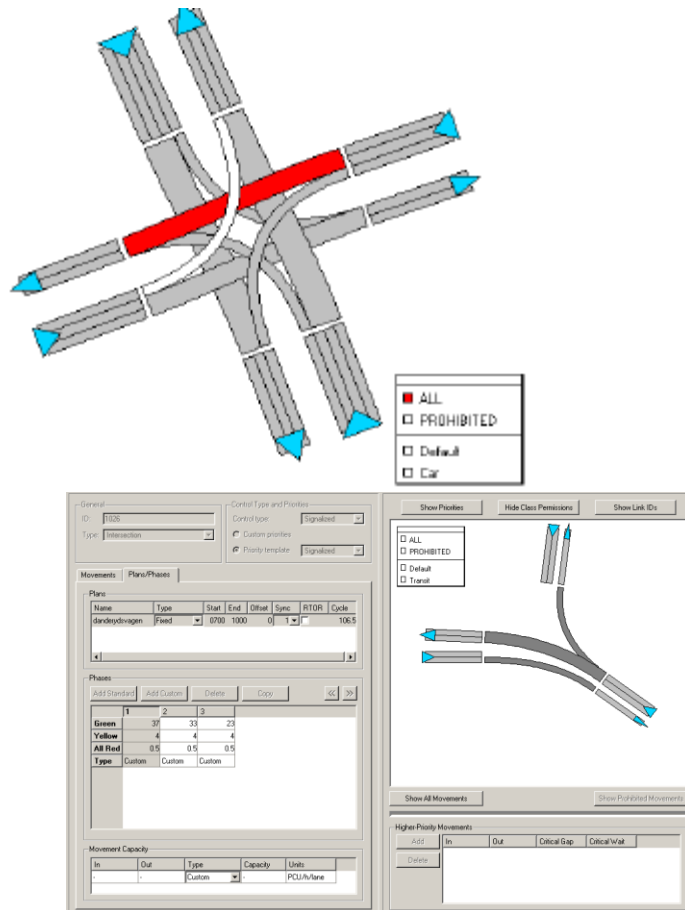 ALL
PROHIBITED
Default
Car
General
ID: 1026
Type: Intersection
Control Type and Priorities
Control type: Signalized
Custom priorities
Priority template Signalized
Movements Plans/Phases
Plans
Name Type Start End Offset Sync RTOR Cycle
danderydsvagen Fixed 0700 1000 0 1 106.5
Phases
Add Standard Add Custom Delete Copy << >>
1 2 3
Green 37 33 23
Yellow 4 4 4
All Red 0.5 0.5 0.5
Type Custom Custom Custom
Movement Capacity
In Out Type Capacity Units
- - Custom - PCU/h/lane
Show Priorities Hide Class Permissions Show Link IDs
ALL
PROHIBITED
Default
Transit
Show All Movements Show Prohibited Movements
Higher-Priority Movements
Add In Out Critical Gap Critical Wait
Delete